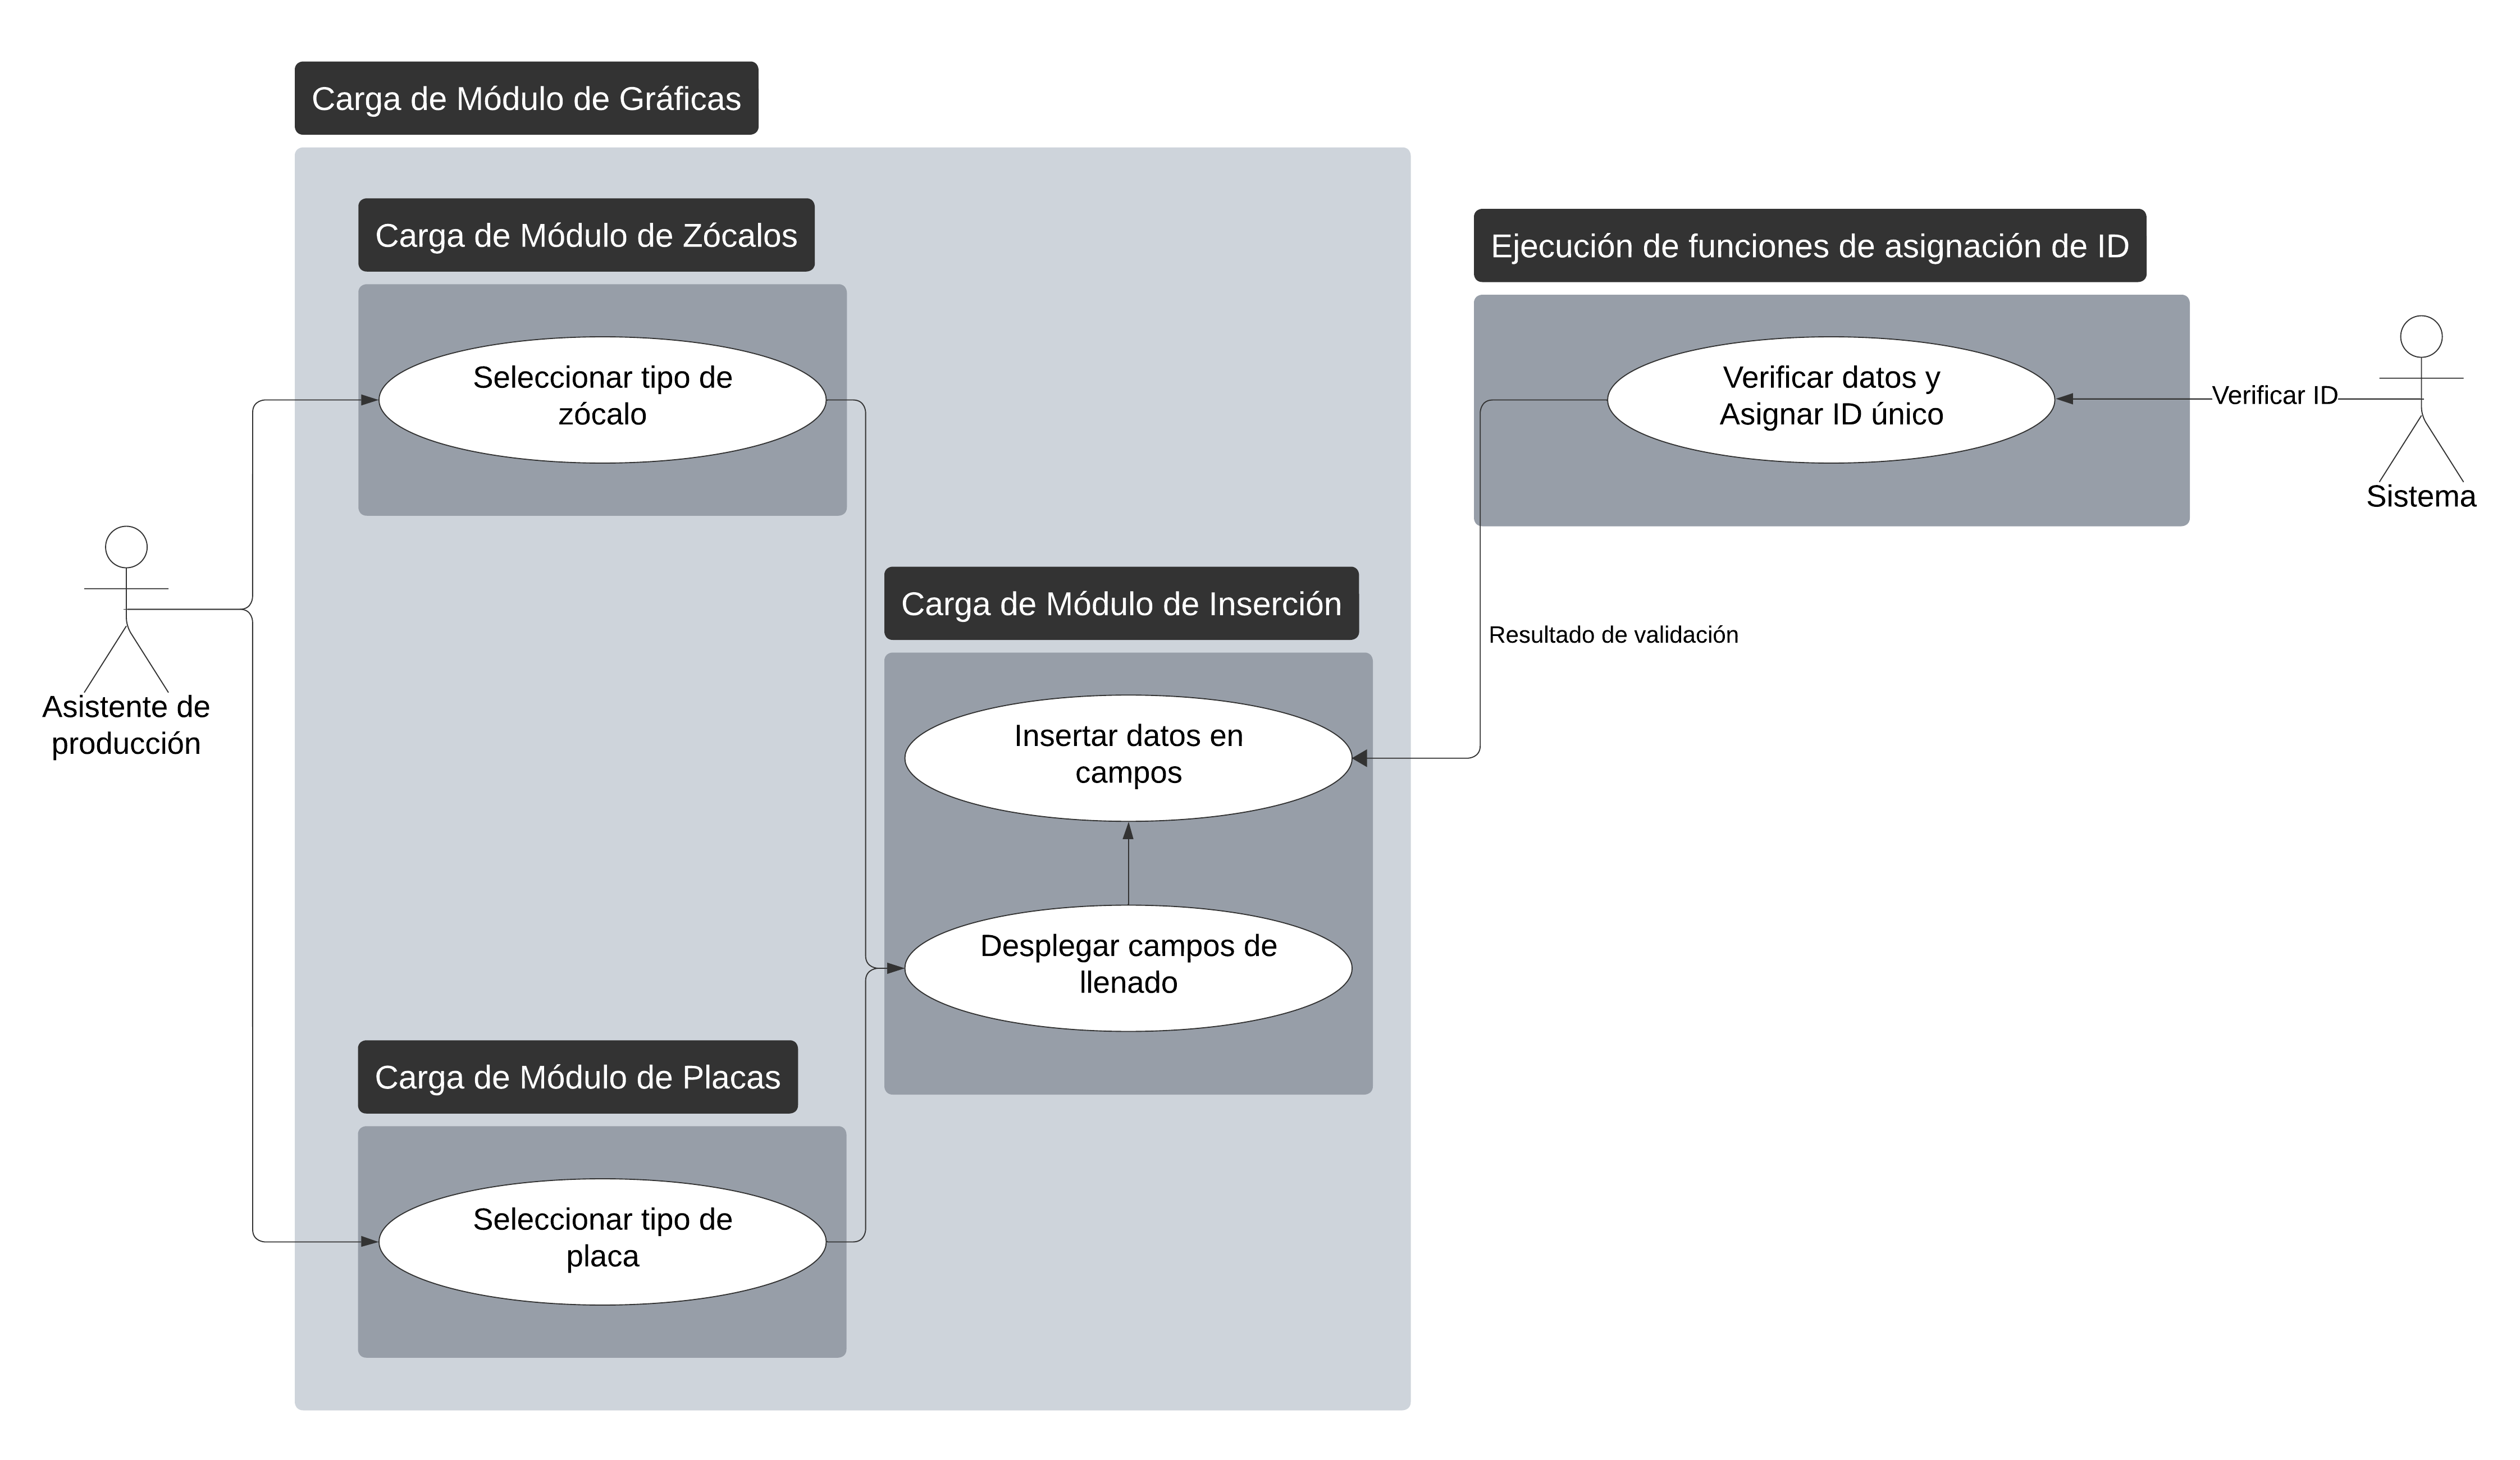 Carga de Módulo de Gráficas
Carga de Módulo de Zócalos
Seleccionar tipo de
zócalo
Ejecución de funciones de asignación de ID
Verificar datos y
Asignar ID único
Verificar ID
Sistema
Asistente de
producción
Carga de Módulo de Inserción
Resultado de validación
Insertar datos en
campos
Desplegar campos de
llenado
Carga de Módulo de Placas
Seleccionar tipo de
placa